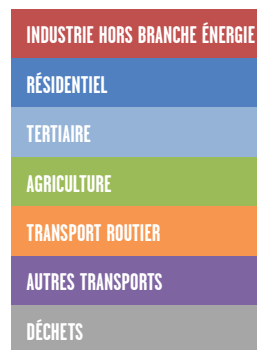 INDUSTRIE HORS BRANCHE ÉNERGIE
RÉSIDENTIEL
TERTIAIRE
AGRICULTURE
TRANSPORT ROUTIER
AUTRES TRANSPORTS
DÉCHETS